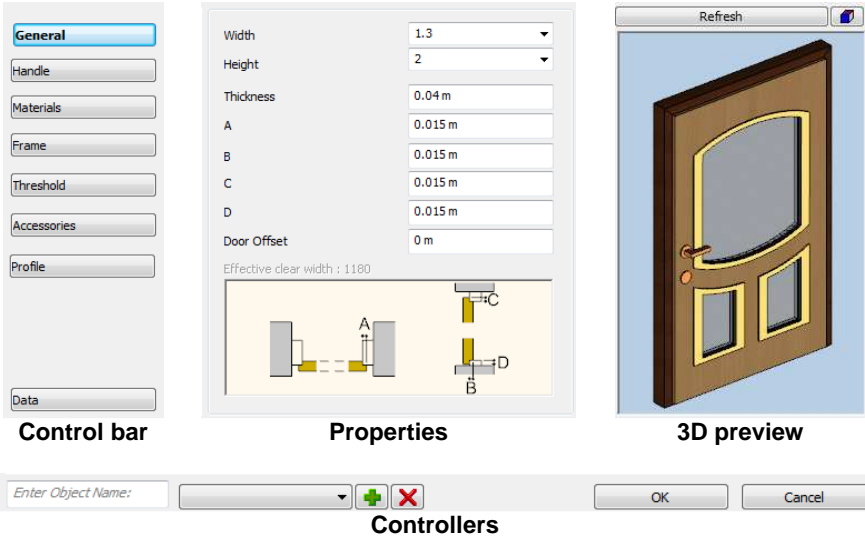 General
Handle
Materials
Frame
Threshold
Accessories
Profile
Data
Control bar
Width 1.3
Height 2
Thickness 0.04 m
A 0.015 m
B 0.015 m
C 0.015 m
D 0.015 m
Door Offset 0 m
Effective clear width : 1180
A
C
D
B
Properties
Refresh
3D preview
Enter Object Name:
OK
Cancel
Controllers